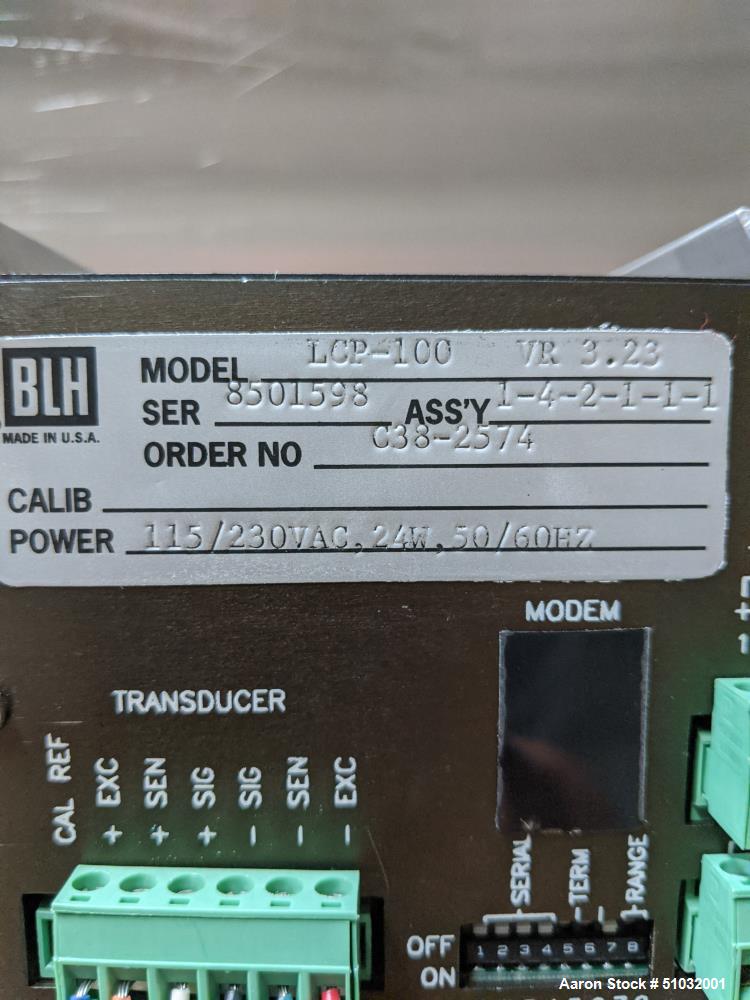 BLH
MADE IN U.S.A.
MODEL LCP-100 VR 3.23
SER 8501598 ASS'Y 1-4-2-1-1-1
ORDER NO C38-2574
CALIB
POWER 115/230VAC,24W,50/60HZ
MODEM
TRANSDUCER
CAL REF
+ EXC
+ SEN
+ SIG
- SIG
- SEN
- EXC
SERIAL
TERM
RANGE
OFF
1 2 3 4 5 6 7 8
ON
+
1
Aaron Stock # 51032001